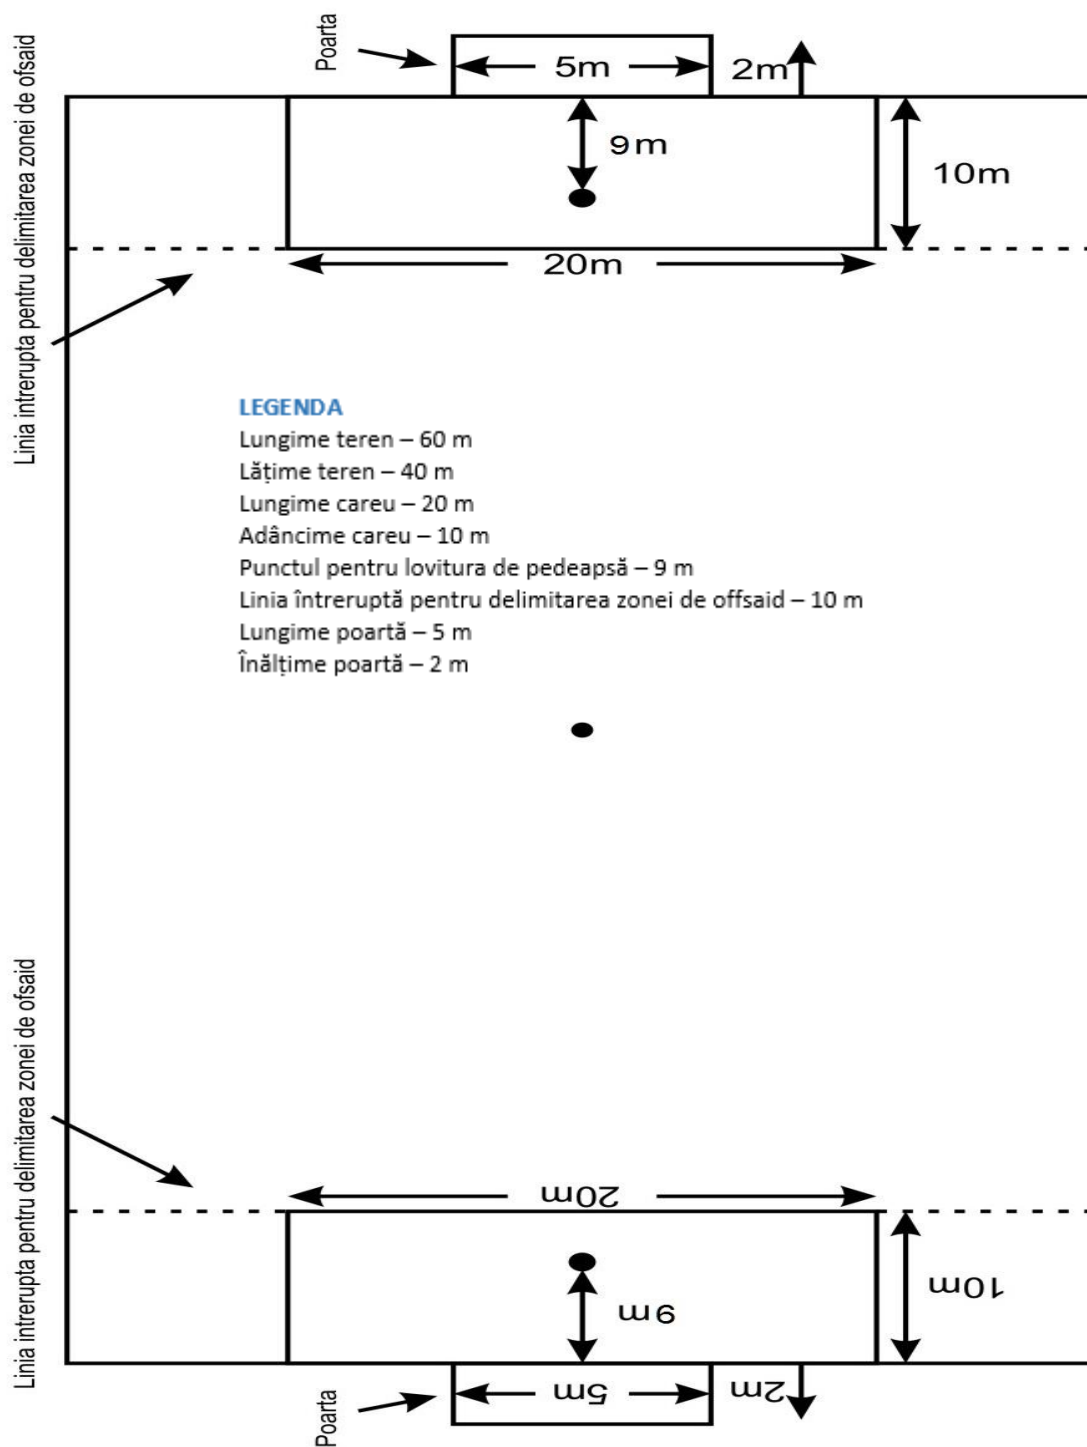 Poarta
5m
2m
9m
10m
20m
Linia intrerupta pentru delimitarea zonei de ofsaid
LEGENDA
Lungime teren – 60 m
Lățime teren – 40 m
Lungime careu – 20 m
Adâncime careu – 10 m
Punctul pentru lovitura de pedeapsă – 9 m
Linia întreruptă pentru delimitarea zonei de offsaid – 10 m
Lungime poartă – 5 m
Înălțime poartă – 2 m
Linia intrerupta pentru delimitarea zonei de ofsaid
20m
10m
9m
5m
2m
Poarta